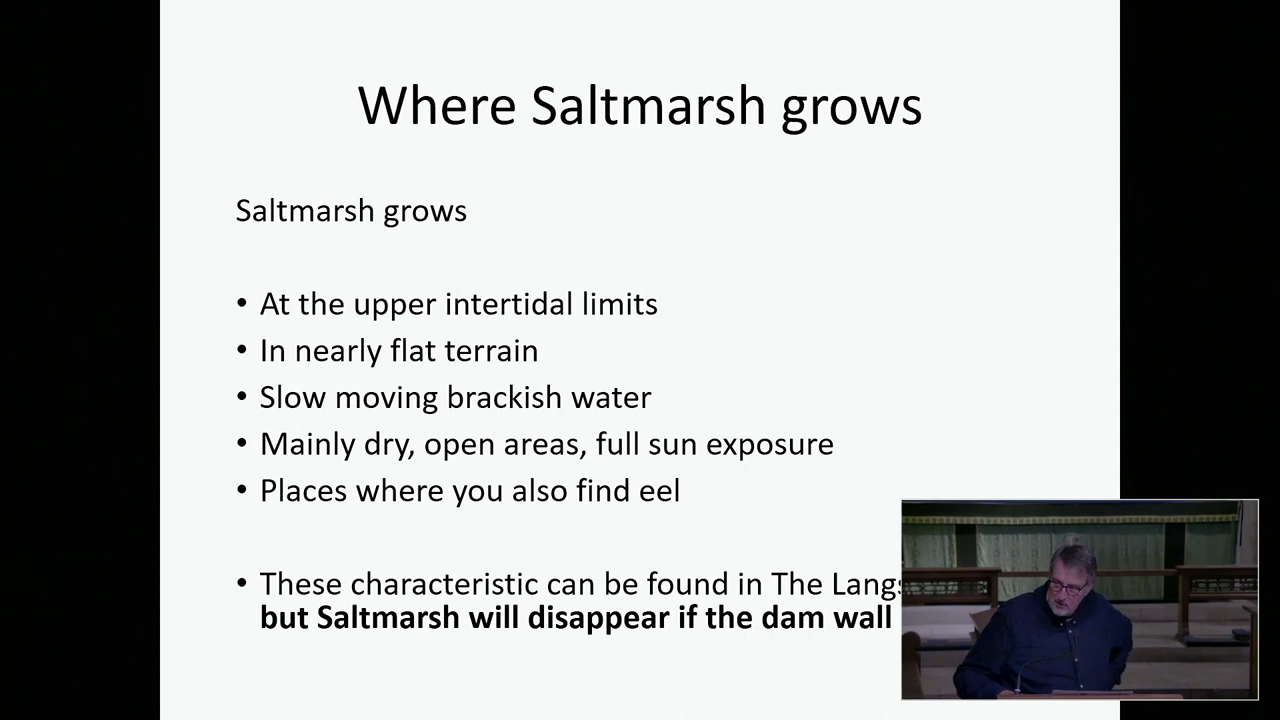 Where Saltmarsh grows
Saltmarsh grows
• At the upper intertidal limits
• In nearly flat terrain
• Slow moving brackish water
• Mainly dry, open areas, full sun exposure
• Places where you also find eel
• These characteristic can be found in The Langs
but Saltmarsh will disappear if the dam wall